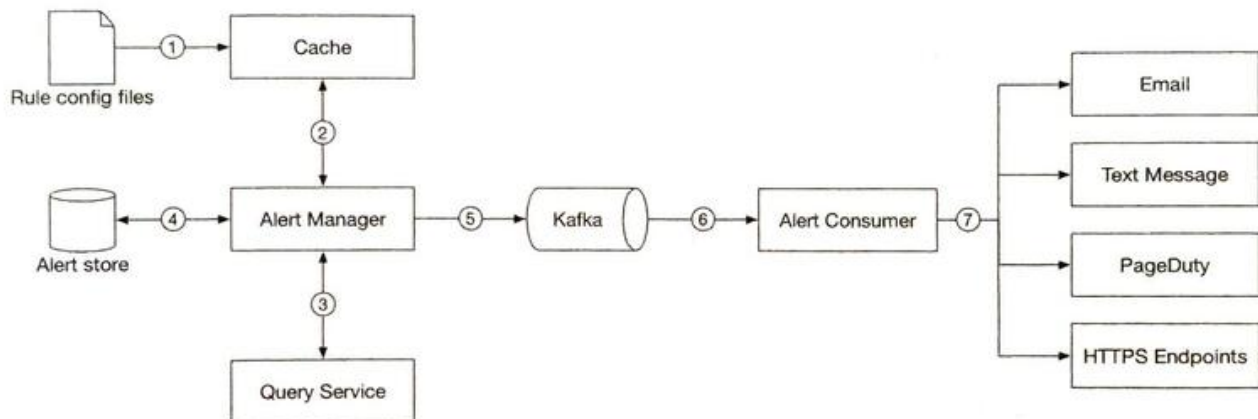 1
Cache
Rule config files
Email
2
Text Message
4
Alert Manager
5
Kafka
6
Alert Consumer
7
Alert store
PageDuty
3
HTTPS Endpoints
Query Service